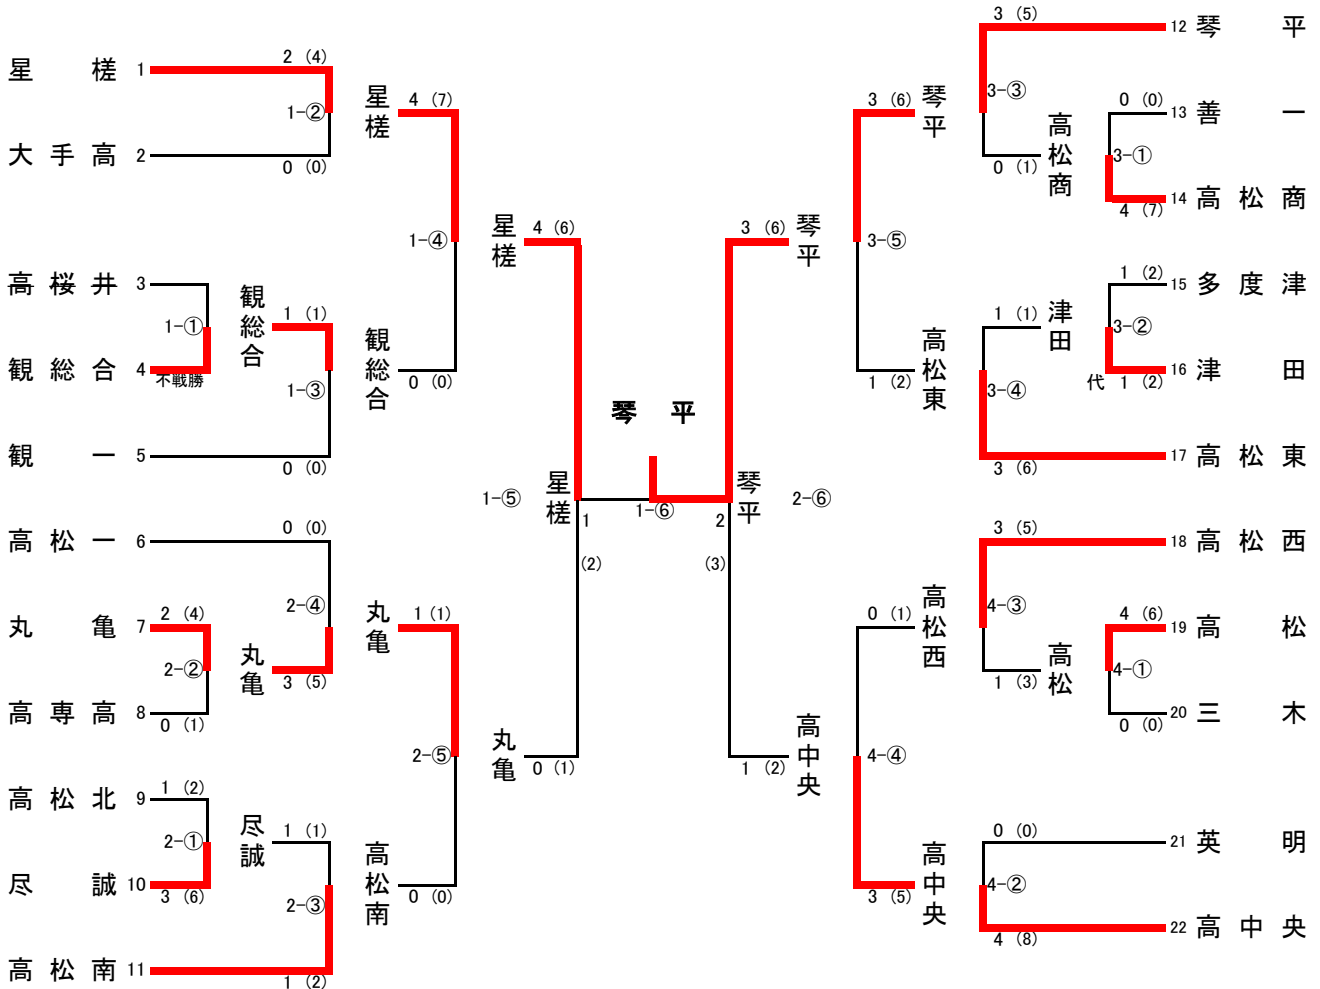 星槎 1
2 (4)
1-②
大手高 2
0 (0)
星槎
4 (7)
高桜井 3
1-①
観総合 4
不戦勝
観総合
1 (1)
1-③
観一 5
0 (0)
1-④
観総合
0 (0)
星槎
4 (6)
高松一 6
0 (0)
丸亀 7
2 (4)
2-②
高専高 8
0 (1)
丸亀
3 (5)
2-④
丸亀
1 (1)
高松北 9
1 (2)
2-①
尽誠 10
3 (6)
尽誠
1 (1)
2-③
高松南 11
1 (2)
2-⑤
高松南
0 (0)
丸亀
0 (1)
1-⑤
星槎
1
(2)
琴平
1-⑥
琴平
2
(3)
2-⑥
琴平
3 (6)
高中央
1 (2)
琴平
3 (6)
3-⑤
高松東
1 (2)
3 (5)
12 琴平
3-③
高松商
0 (1)
0 (0)
13 善一
3-①
14 高松商
4 (7)
1 (2)
15 多度津
3-②
16 津田
代 1 (2)
津田
1 (1)
3-④
17 高松東
3 (6)
高松西
0 (1)
4-④
高中央
3 (5)
3 (5)
18 高松西
4-③
高松
1 (3)
4 (6)
19 高松
4-①
20 三木
0 (0)
0 (0)
21 英明
4-②
22 高中央
4 (8)